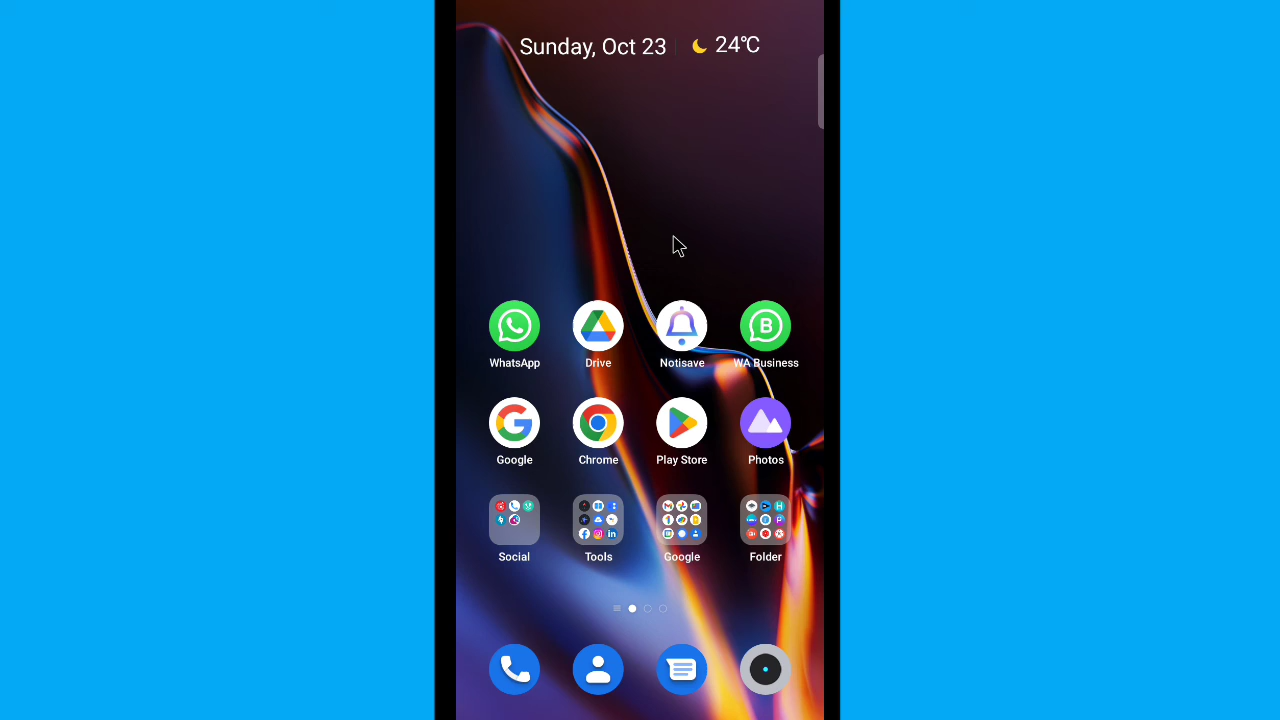 Sunday, Oct 23 24°C
WhatsApp Drive Notisave WA Business
Google Chrome Play Store Photos
Social Tools Google Folder